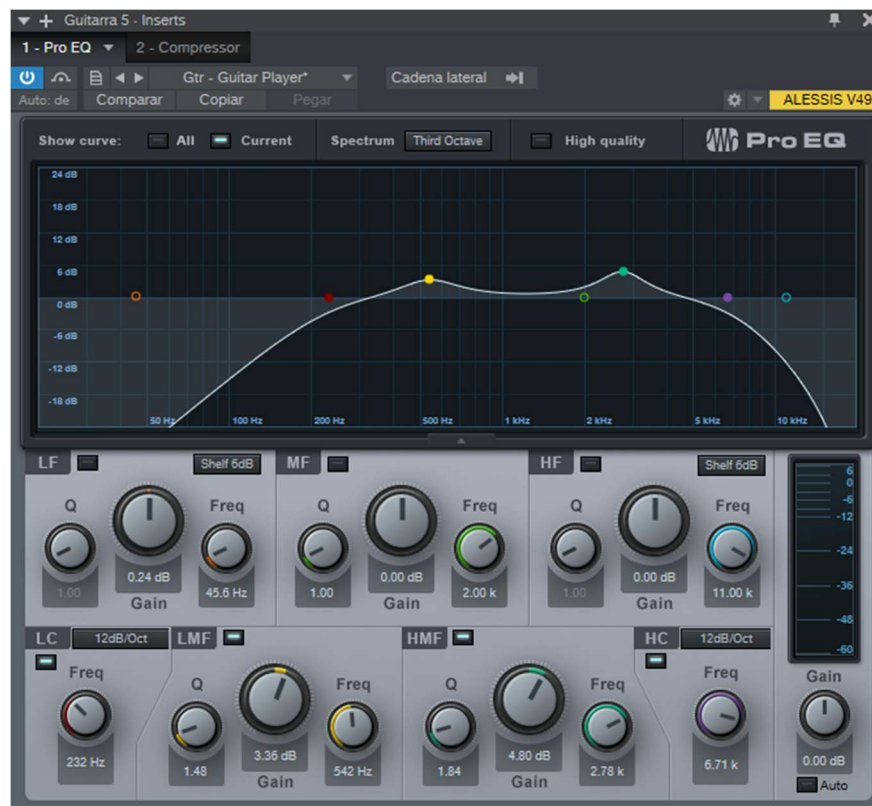 Guitarra 5 - Inserts
1 - Pro EQ 2 - Compressor
Gtr - Guitar Player* Cadena lateral
Auto: de Comparar Copiar Pegar ALESSIS V49
Show curve: All Current Spectrum Third Octave High quality Pro EQ
24 dB
18 dB
12 dB
6 dB
0 dB
-6 dB
-12 dB
-18 dB
50 Hz 100 Hz 200 Hz 500 Hz 1 kHz 2 kHz 5 kHz 10 kHz
LF Shelf 6dB MF HF Shelf 6dB
Q Freq Q Freq Q Freq
1.00 0.24 dB 45.6 Hz 1.00 0.00 dB 2.00 k 1.00 0.00 dB 11.00 k
Gain Gain Gain
6
0
-6
-12
-24
-36
-48
-60
LC 12dB/Oct LMF HMF HC 12dB/Oct
Freq Q Freq Q Freq Freq Gain
232 Hz 1.48 3.36 dB 542 Hz 1.84 4.80 dB 2.78 k 6.71 k 0.00 dB
Gain Gain Auto